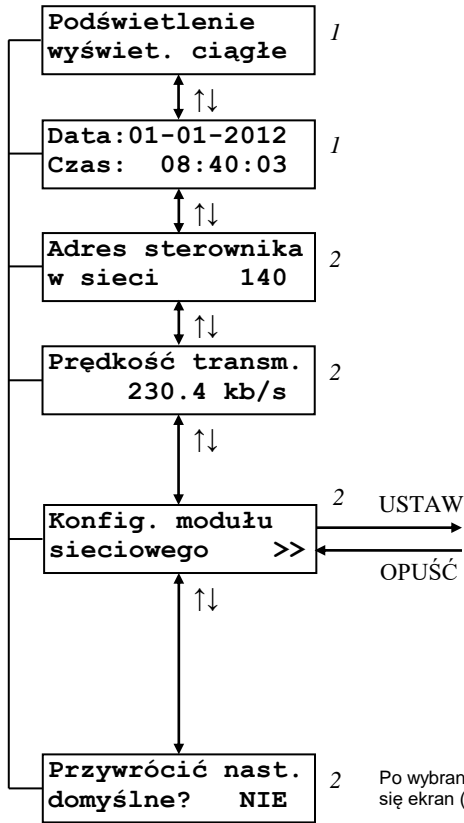 Podświetlenie
wyświet. ciągłe
1
↑↓
Data:01-01-2012
Czas: 08:40:03
1
↑↓
Adres sterownika
w sieci 140
2
↑↓
Prędkość transm.
230.4 kb/s
2
↑↓
Konfig. modułu
sieciowego >>
2
USTAW
OPUŚĆ
↑↓
Przywrócić nast.
domyślne? NIE
2
Po wybran
się ekran (